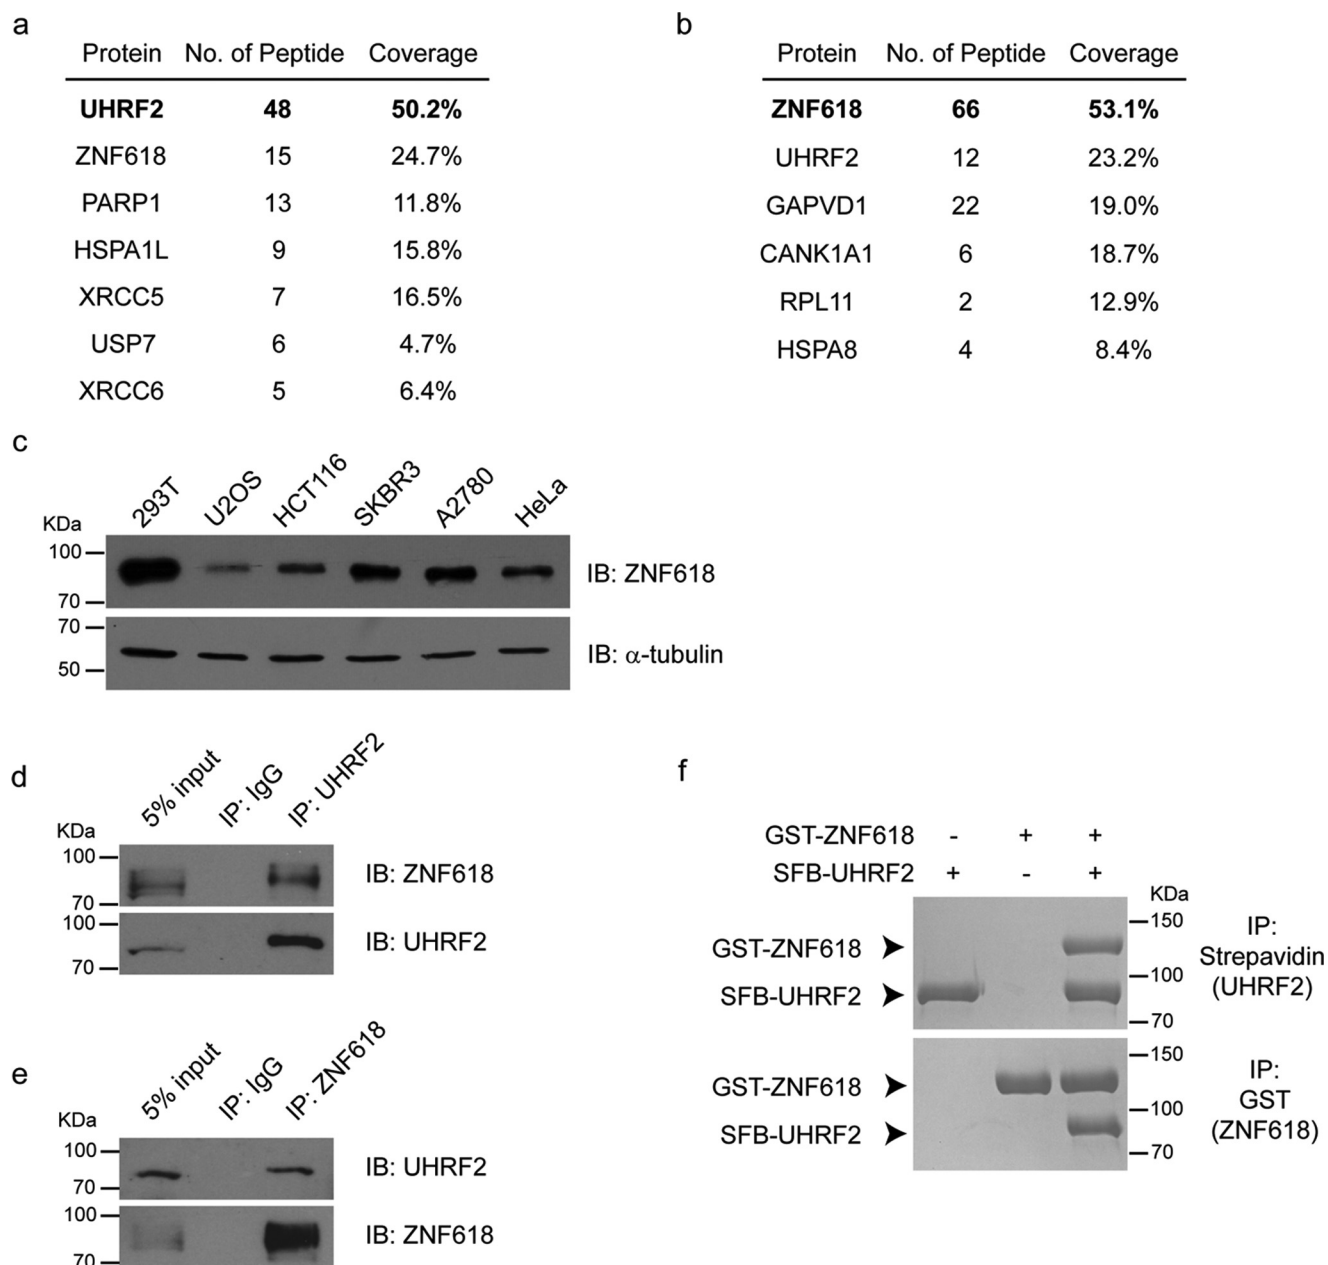 a
Protein No. of Peptide Coverage
UHRF2 48 50.2%
ZNF618 15 24.7%
PARP1 13 11.8%
HSPA1L 9 15.8%
XRCC5 7 16.5%
USP7 6 4.7%
XRCC6 5 6.4%
b
Protein No. of Peptide Coverage
ZNF618 66 53.1%
UHRF2 12 23.2%
GAPVD1 22 19.0%
CANK1A1 6 18.7%
RPL11 2 12.9%
HSPA8 4 8.4%
c
293T U2OS HCT116 SKBR3 A2780 HeLa
KDa
100
70
IB: ZNF618
70
50
IB: α-tubulin
d
5% input IP: IgG IP: UHRF2
KDa
100
70
IB: ZNF618
100
70
IB: UHRF2
e
5% input IP: IgG IP: ZNF618
KDa
100
70
IB: UHRF2
100
70
IB: ZNF618
f
GST-ZNF618 - + +
SFB-UHRF2 + - +
KDa
150
GST-ZNF618
100
SFB-UHRF2
70
IP:
Strepavidin
(UHRF2)
150
GST-ZNF618
100
SFB-UHRF2
70
IP:
GST
(ZNF618)